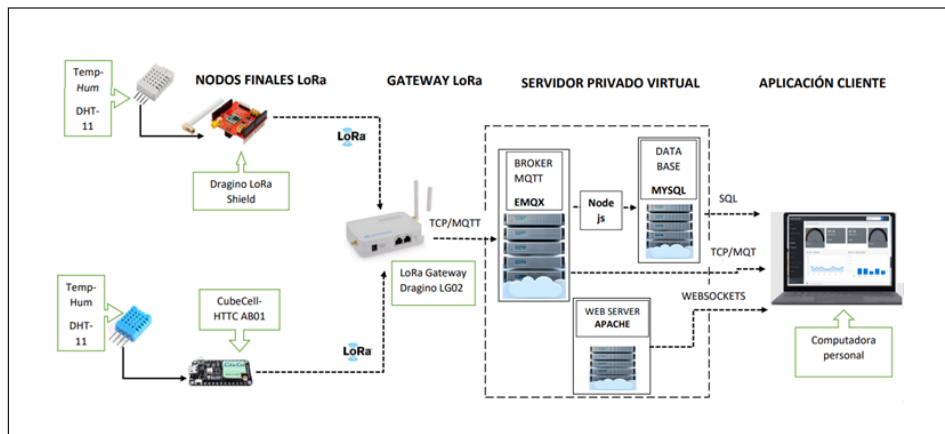 NODOS FINALES LoRa
GATEWAY LoRa
SERVIDOR PRIVADO VIRTUAL
APLICACIÓN CLIENTE
Temp-
Hum
DHT-
11
LoRa
Dragino LoRa
Shield
BROKER
MQTT
EMQX
Node
js
DATA
BASE
MYSQL
SQL
TCP/MQTT
TCP/MQT
LoRa Gateway
Dragino LG02
WEBSOCKETS
WEB SERVER
APACHE
Computadora
personal
Temp-
Hum
DHT-
11
CubeCell-
HTTC AB01
LoRa